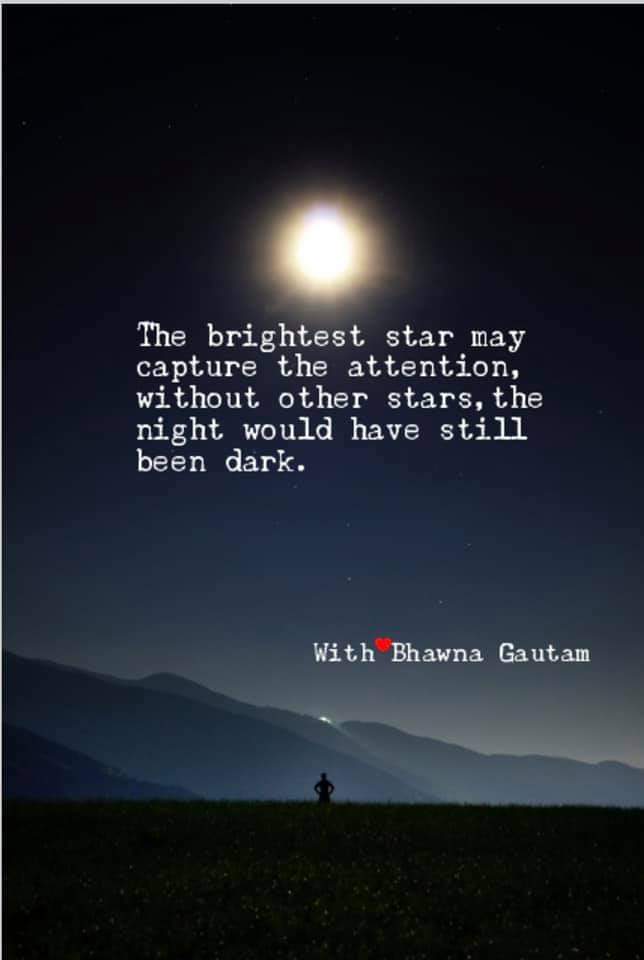 The brightest star may
capture the attention,
without other stars,the
night would have still
been dark.
With❤Bhawna Gautam